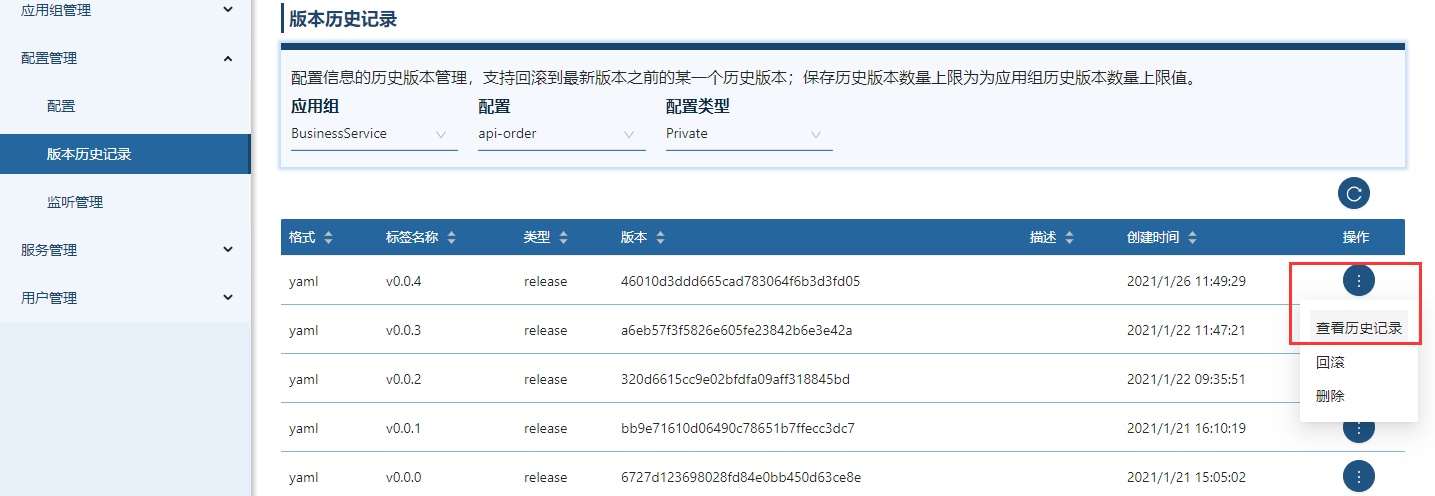 应用组管理
配置管理
配置
版本历史记录
监听管理
服务管理
用户管理
版本历史记录
配置信息的历史版本管理，支持回滚到最新版本之前的某一个历史版本；保存历史版本数量上限为为应用组历史版本数量上限值。
应用组 配置 配置类型
BusinessService api-order Private
格式 标签名称 类型 版本 描述 创建时间 操作
yaml v0.0.4 release 46010d3ddd665cad783064f6b3d3fd05 2021/1/26 11:49:29
yaml v0.0.3 release a6eb57f3f5826e605fe23842b6e3e42a 2021/1/22 11:47:21
yaml v0.0.2 release 320d6615cc9e02bfdfa09aff318845bd 2021/1/22 09:35:51
yaml v0.0.1 release bb9e71610d06490c78651b7ffecc3dc7 2021/1/21 16:10:19
yaml v0.0.0 release 6727d123698028fd84e0bb450d63ce8e 2021/1/21 15:05:02
查看历史记录
回滚
删除